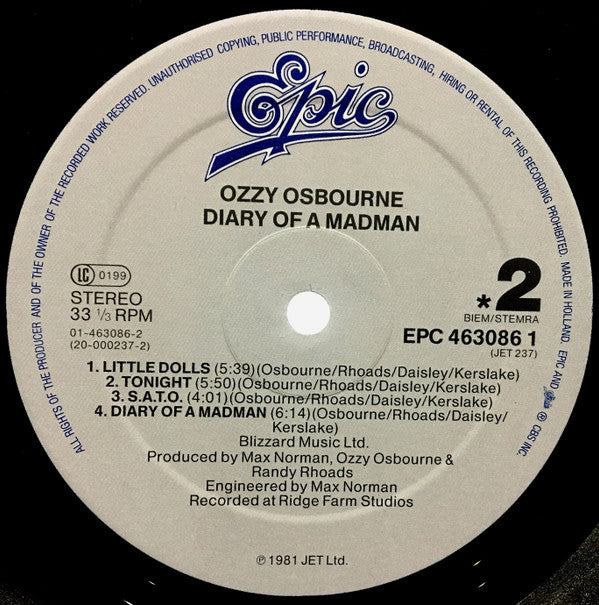 ALL RIGHTS OF THE PRODUCER AND OF THE OWNER OF THE RECORDED WORK RESERVED. UNAUTHORISED COPYING, PUBLIC PERFORMANCE, BROADCASTING, HIRING OR RENTAL OF THIS RECORDING PROHIBITED. MADE IN HOLLAND. EPIC AND Epic ® CBS INC.
Epic
OZZY OSBOURNE
DIARY OF A MADMAN
LC 0199
STEREO
33 1/3 RPM
01-463086-2
(20-000237-2)
*2
BIEM/STEMRA
EPC 463086 1
(JET 237)
1. LITTLE DOLLS (5:39)(Osbourne/Rhoads/Daisley/Kerslake)
2. TONIGHT (5:50)(Osbourne/Rhoads/Daisley/Kerslake)
3. S.A.T.O. (4:01)(Osbourne/Rhoads/Daisley/Kerslake)
4. DIARY OF A MADMAN (6:14)(Osbourne/Rhoads/Daisley/
Kerslake)
Blizzard Music Ltd.
Produced by Max Norman, Ozzy Osbourne &
Randy Rhoads
Engineered by Max Norman
Recorded at Ridge Farm Studios
℗ 1981 JET Ltd.